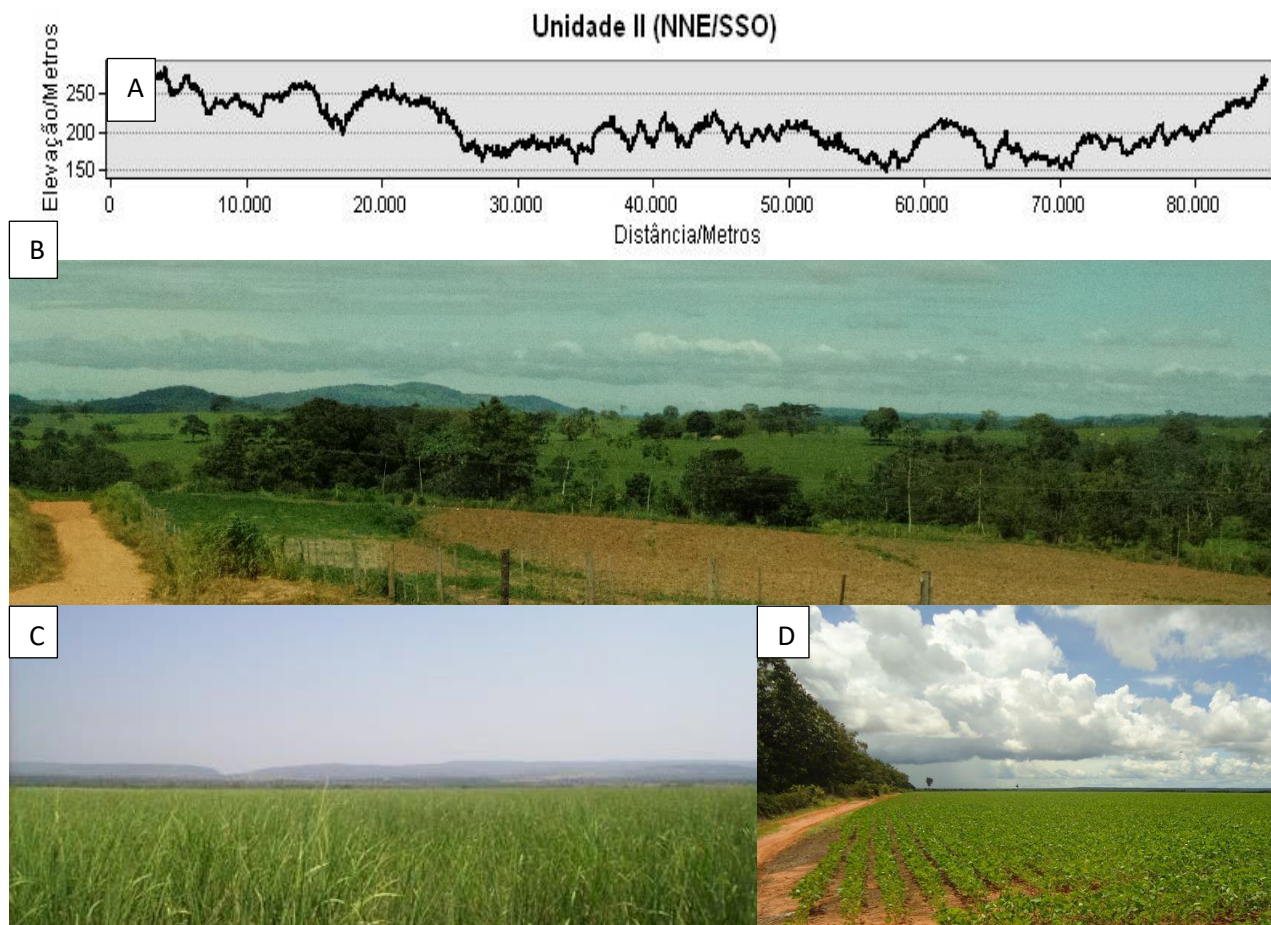 Unidade II (NNE/SSO)
A
Elevação/Metros
250
200
150
0 10.000 20.000 30.000 40.000 50.000 60.000 70.000 80.000
Distância/Metros
B
C
D